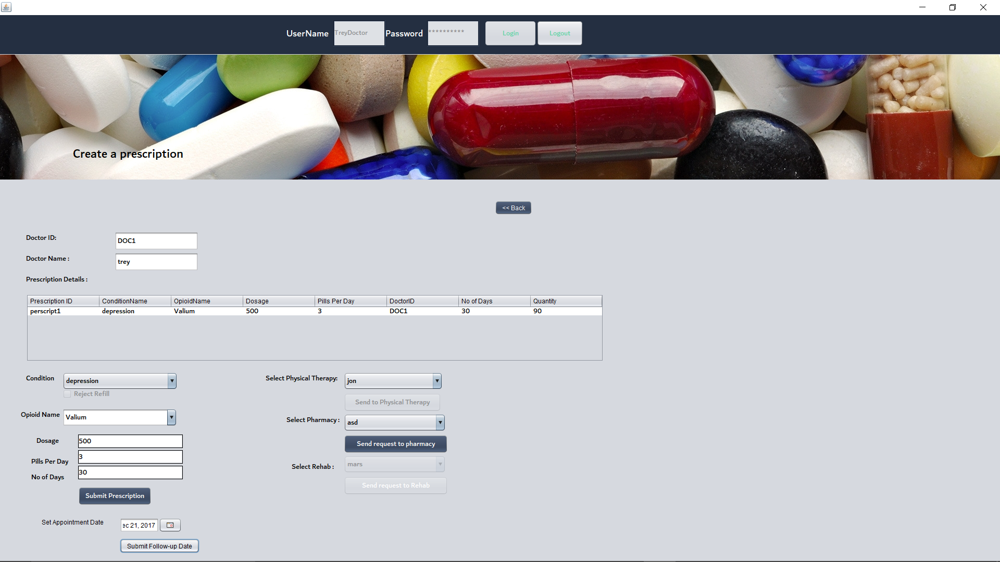 UserName TreyDoctor Password ********** Login Logout
Create a prescription
<< Back
Doctor ID: DOC1
Doctor Name : trey
Prescription Details :
Prescription ID ConditionName OpioidName Dosage Pills Per Day DoctorID No of Days Quantity
perscript1 depression Valium 500 3 DOC1 30 90
Condition depression Select Physical Therapy: jon
Reject Refill Send to Physical Therapy
Opioid Name Valium Select Pharmacy : asd
Dosage 500 Send request to pharmacy
Pills Per Day 3 Select Rehab : mars
No of Days 30
Send request to Rehab
Submit Prescription
Set Appointment Date ec 21, 2017
Submit Follow-up Date